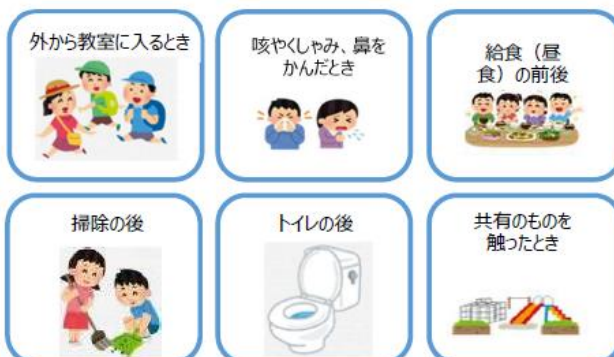 外から教室に入るとき
咳やくしゃみ、鼻を
かんだとき
給食（昼
食）の前後
掃除の後
トイレの後
共有のものを
触ったとき